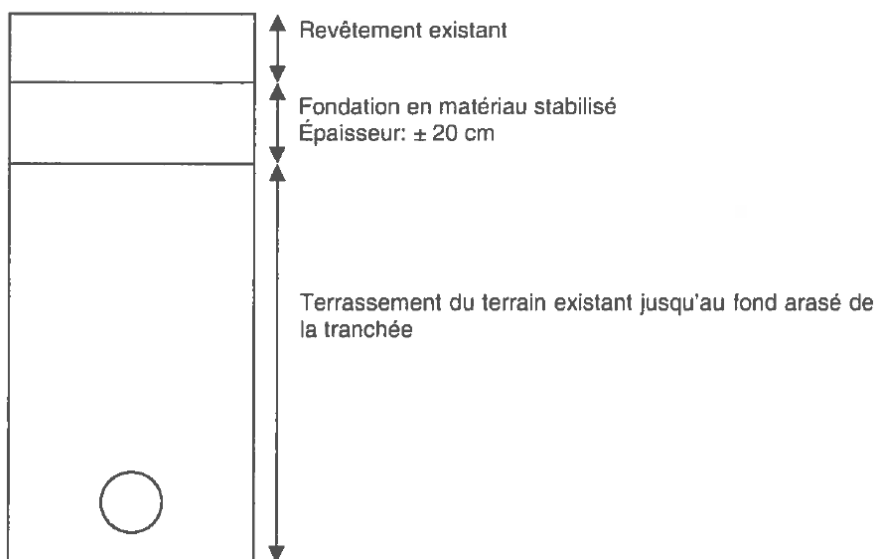 Revêtement existant
Fondation en matériau stabilisé
Épaisseur: ± 20 cm
Terrassement du terrain existant jusqu'au fond arasé de
la tranchée